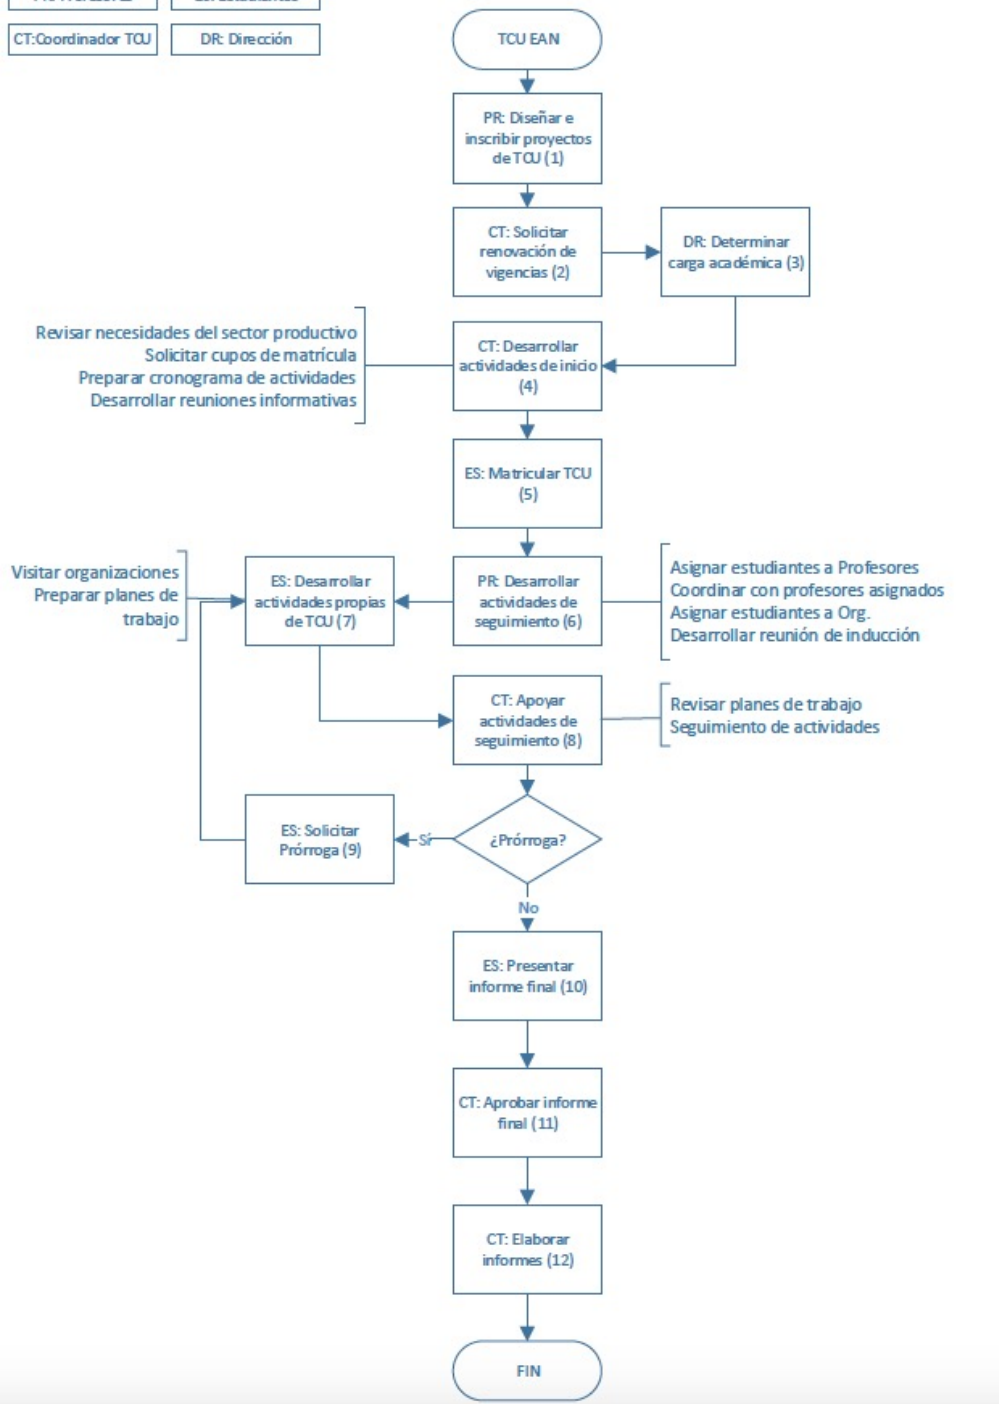 CT:Coordinador TCU
DR: Dirección
TCU EAN
PR: Diseñar e
inscribir proyectos
de TCU (1)
CT: Solicitar
renovación de
vigencias (2)
DR: Determinar
carga académica (3)
Revisar necesidades del sector productivo
Solicitar cupos de matrícula
Preparar cronograma de actividades
Desarrollar reuniones informativas
CT: Desarrollar
actividades de inicio
(4)
ES: Matricular TCU
(5)
Visitar organizaciones
Preparar planes de
trabajo
ES: Desarrollar
actividades propias
de TCU (7)
PR: Desarrollar
actividades de
seguimiento (6)
Asignar estudiantes a Profesores
Coordinar con profesores asignados
Asignar estudiantes a Org.
Desarrollar reunión de inducción
CT: Apoyar
actividades de
seguimiento (8)
Revisar planes de trabajo
Seguimiento de actividades
ES: Solicitar
Prórroga (9)
Sí
¿Prórroga?
No
ES: Presentar
informe final (10)
CT: Aprobar informe
final (11)
CT: Elaborar
informes (12)
FIN